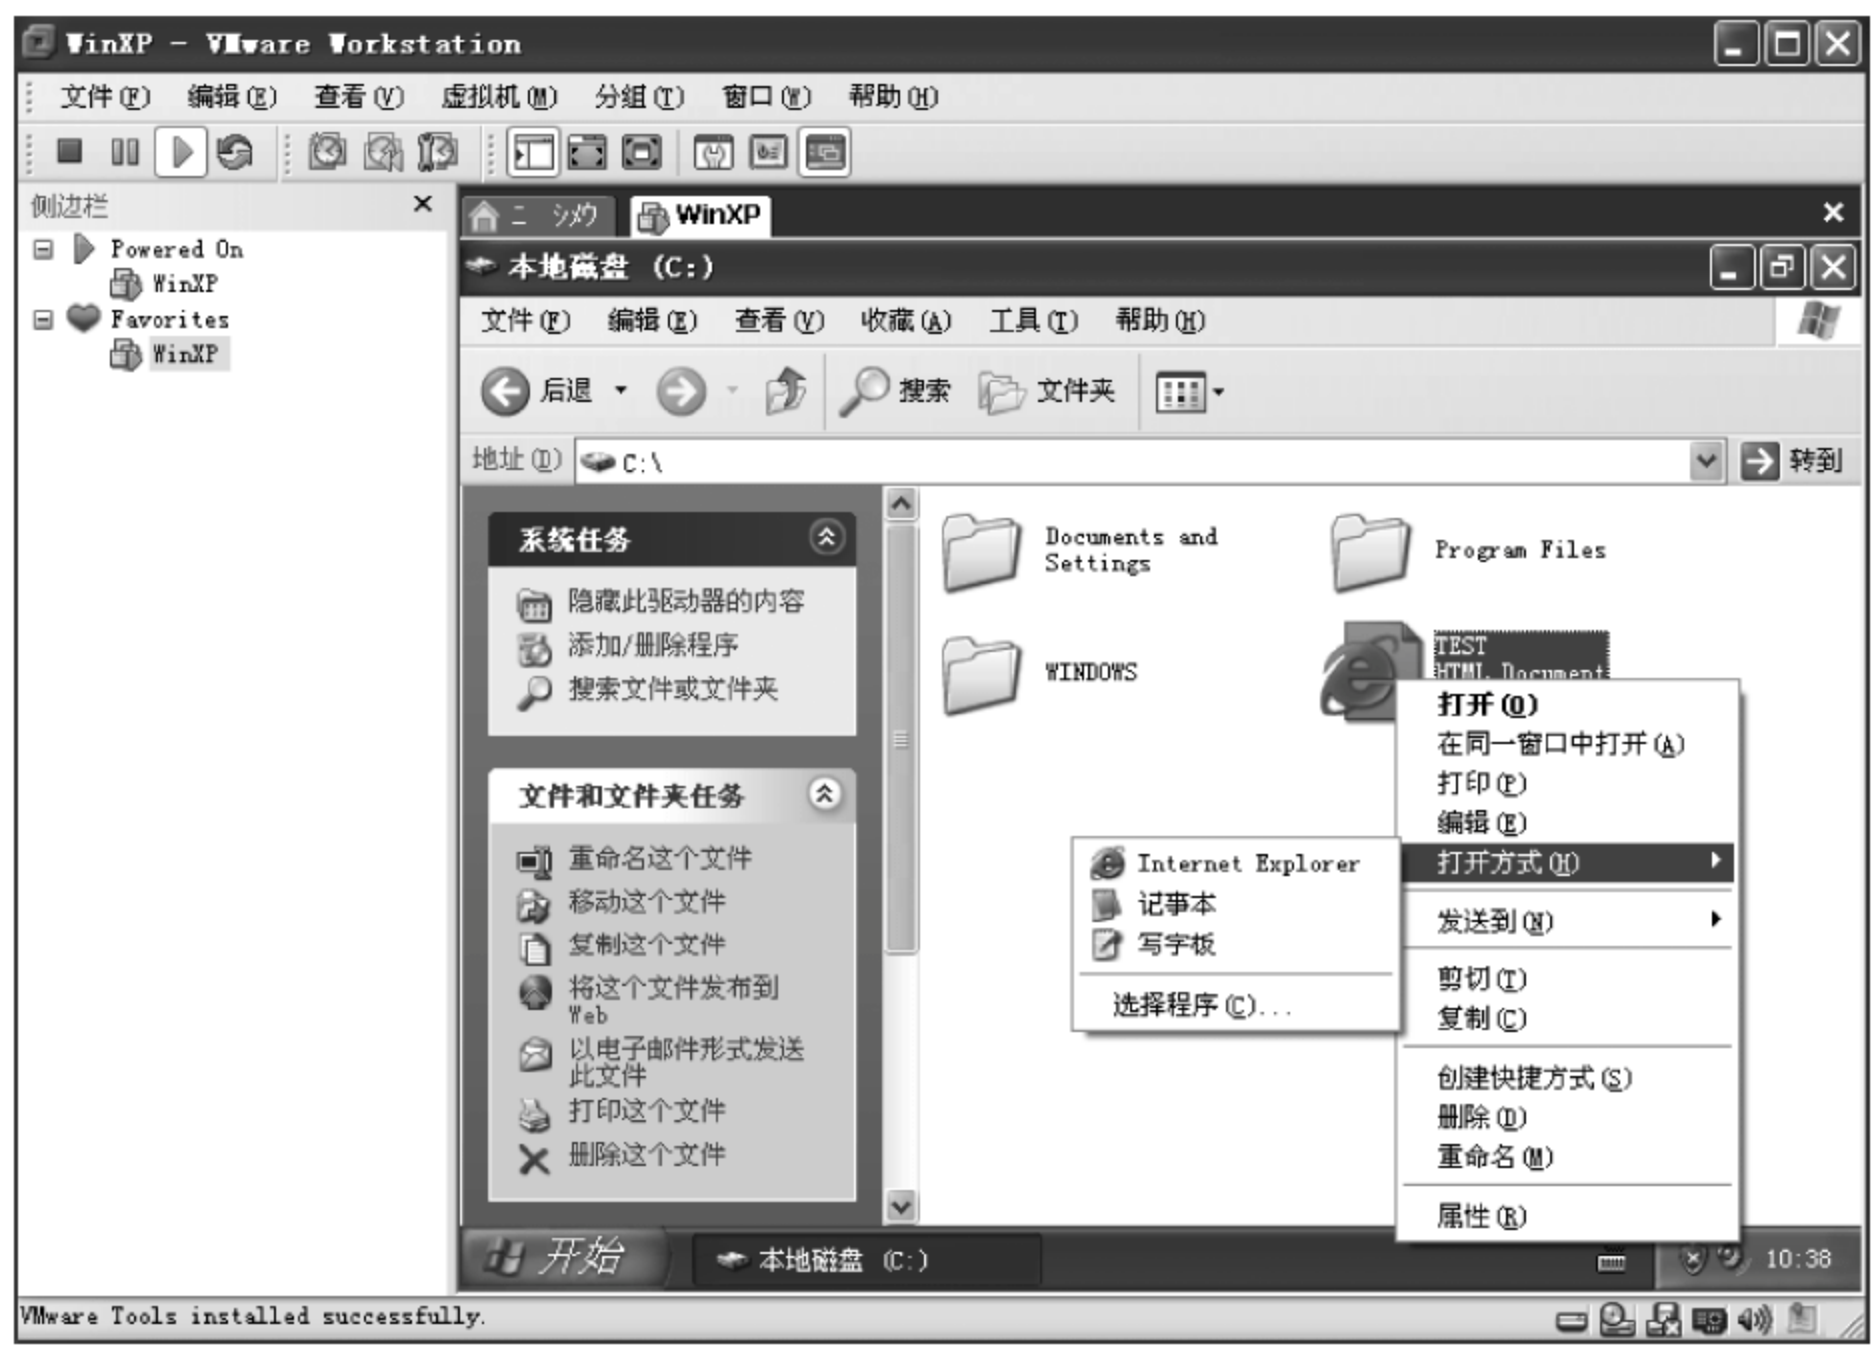 WinXP - VMware Workstation
文件(F) 编辑(E) 查看(V) 虚拟机(M) 分组(T) 窗口(W) 帮助(H)
侧边栏
Powered On
WinXP
Favorites
WinXP
ニ シメウ
WinXP
本地磁盘 (C:)
文件(F) 编辑(E) 查看(V) 收藏(A) 工具(T) 帮助(H)
后退 搜索 文件夹
地址(D) C:\ 转到
系统任务
隐藏此驱动器的内容
添加/删除程序
搜索文件或文件夹
文件和文件夹任务
重命名这个文件
移动这个文件
复制这个文件
将这个文件发布到
Web
以电子邮件形式发送
此文件
打印这个文件
删除这个文件
Documents and
Settings
Program Files
WINDOWS
TEST
HTML Document
打开(O)
在同一窗口中打开(A)
打印(P)
编辑(E)
打开方式(H)
发送到(N)
剪切(T)
复制(C)
创建快捷方式(S)
删除(D)
重命名(M)
属性(R)
Internet Explorer
记事本
写字板
选择程序(C)...
开始 本地磁盘 (C:) 10:38
VMware Tools installed successfully.